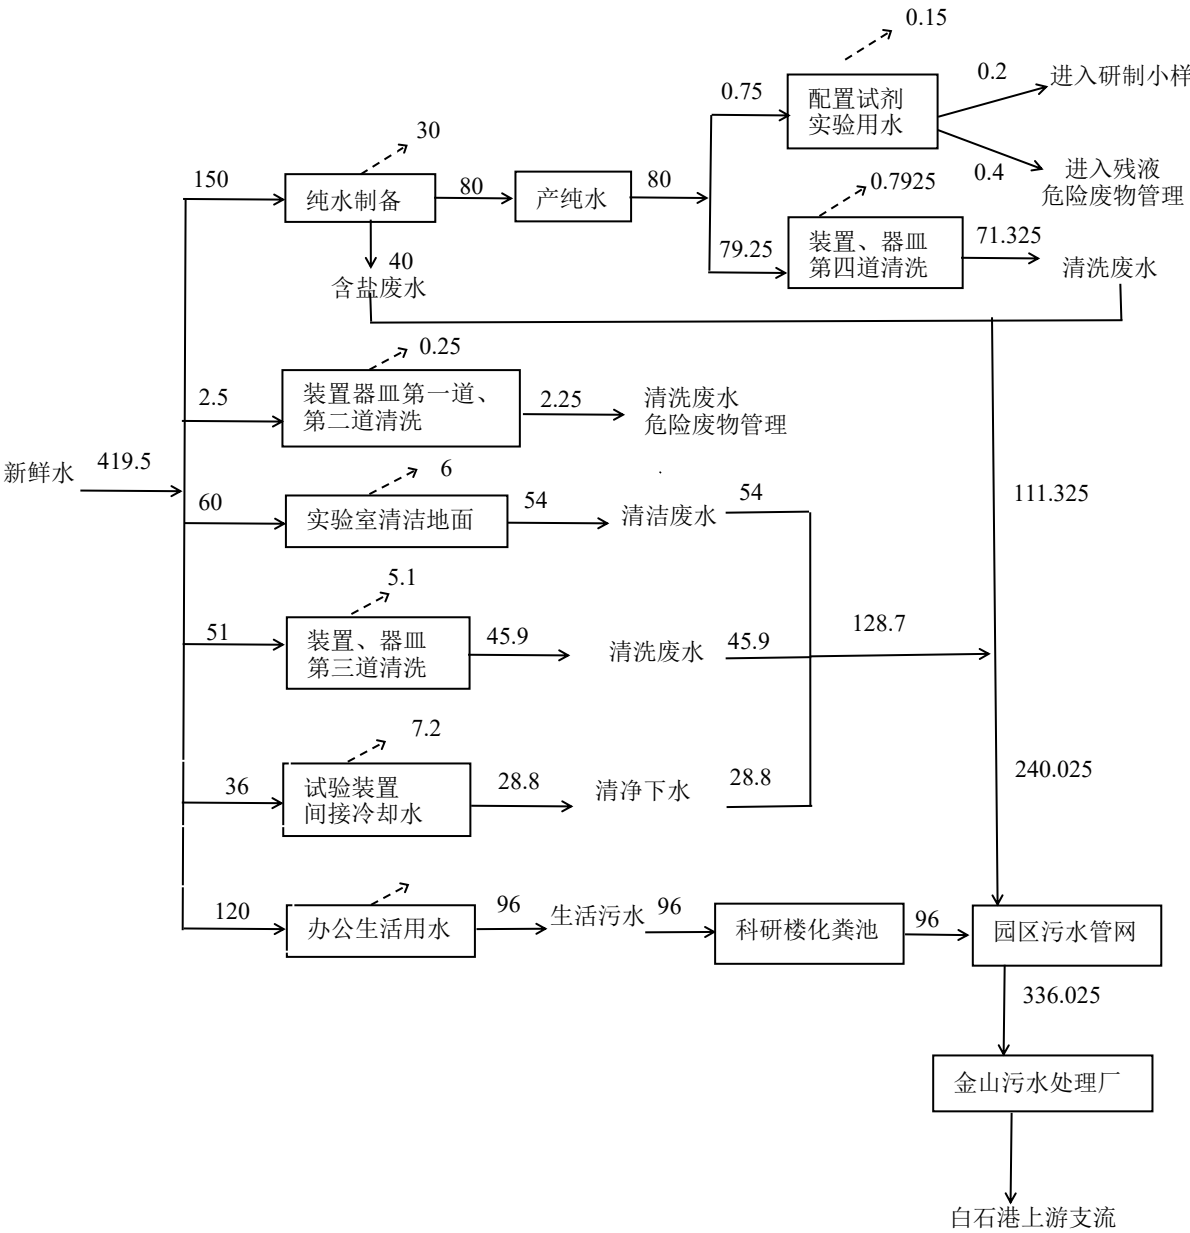 0.15
0.2
进入研制小样
0.75
配置试剂
实验用水
30
0.4
进入残液
危险废物管理
150
纯水制备
80
产纯水
80
0.7925
79.25
装置、器皿
第四道清洗
71.325
清洗废水
40
含盐废水
0.25
2.5
装置器皿第一道、
第二道清洗
2.25
清洗废水
危险废物管理
新鲜水
419.5
6
60
实验室清洁地面
54
清洁废水
54
111.325
5.1
51
装置、器皿
第三道清洗
45.9
清洗废水
45.9
128.7
7.2
36
试验装置
间接冷却水
28.8
清净下水
28.8
240.025
120
办公生活用水
96
生活污水
96
科研楼化粪池
96
园区污水管网
336.025
金山污水处理厂
白石港上游支流